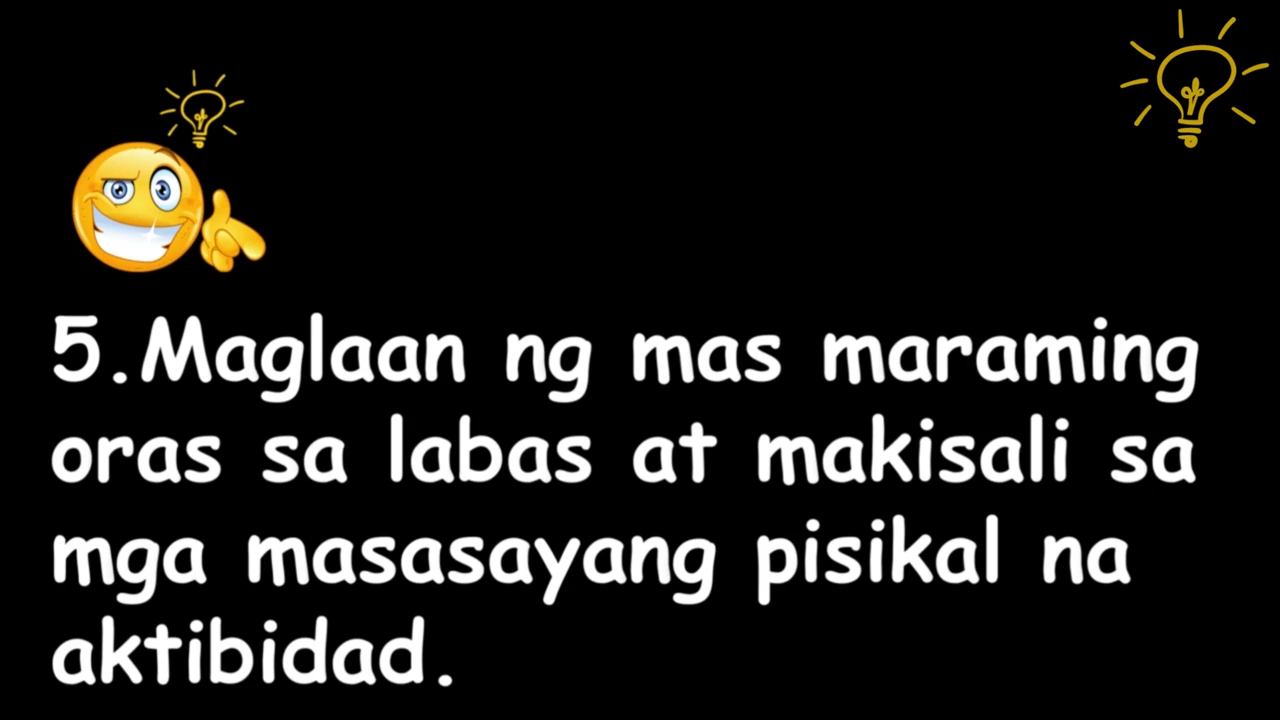 5.Maglaan ng mas maraming
oras sa labas at makisali sa
mga masasayang pisikal na
aktibidad.